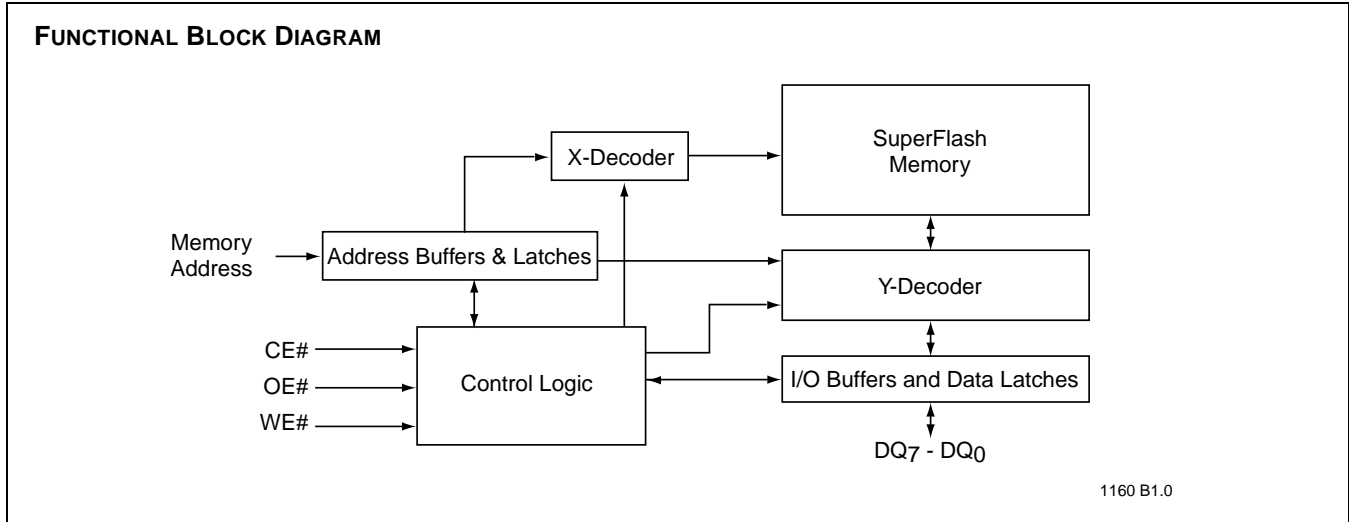 FUNCTIONAL BLOCK DIAGRAM
SuperFlash
Memory
X-Decoder
Memory
Address
Address Buffers & Latches
Y-Decoder
CE#
OE#
WE#
Control Logic
I/O Buffers and Data Latches
DQ7 - DQ0
1160 B1.0